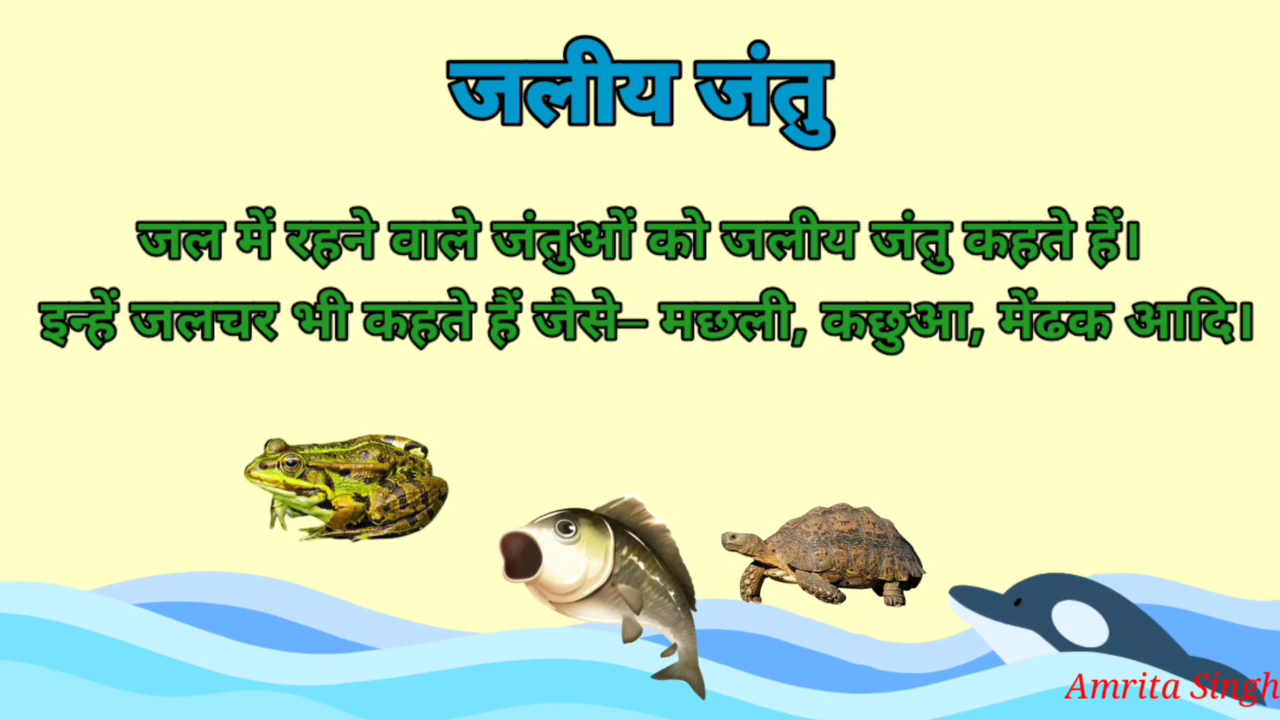 जलीय जंतु
जल में रहने वाले जंतुओं को जलीय जंतु कहते हैं।
इन्हें जलचर भी कहते हैं जैसे– मछली, कछुआ, मेंढक आदि।
Amrita Singh